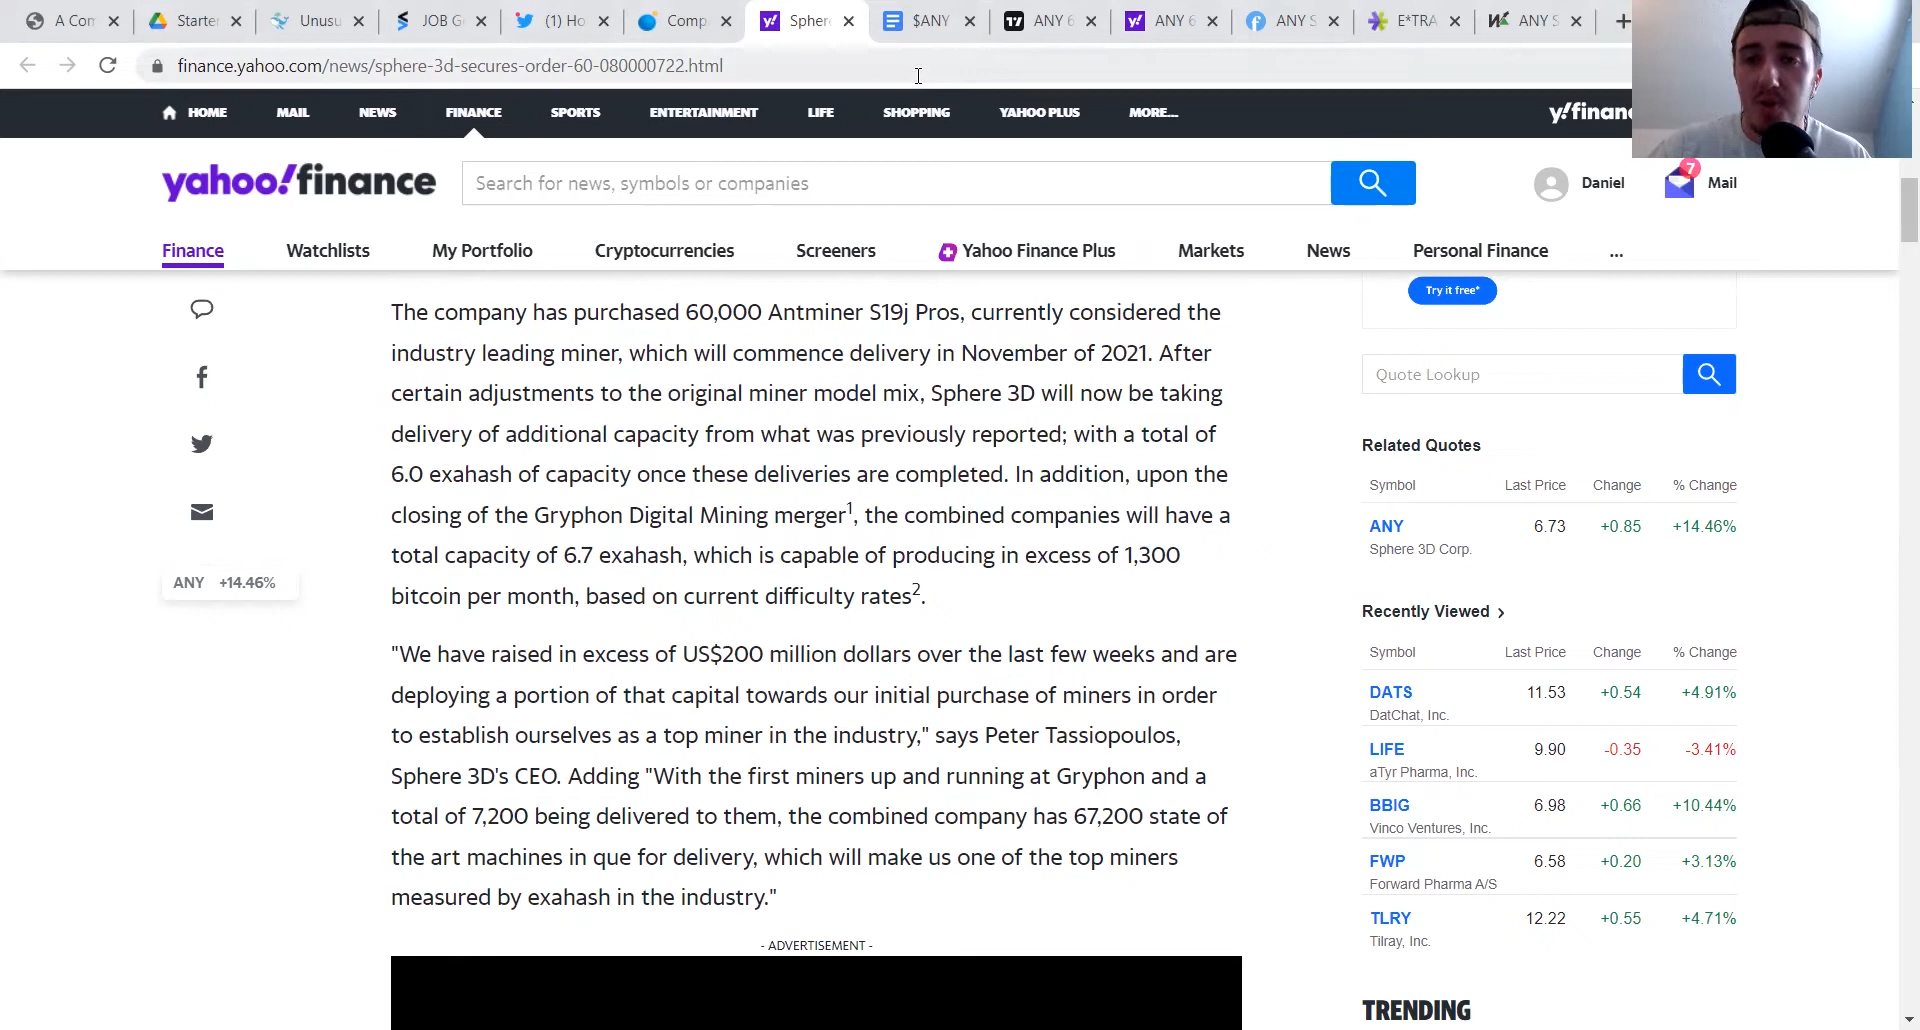 A Com
Starter
Unusu
JOB G
(1) Ho
Comp
Sphere
$ANY
ANY 6
ANY 6
ANY S
E*TRA
ANY S
finance.yahoo.com/news/sphere-3d-secures-order-60-080000722.html
HOME MAIL NEWS FINANCE SPORTS ENTERTAINMENT LIFE SHOPPING YAHOO PLUS MORE...
y!finan
yahoo!finance
Search for news, symbols or companies
Daniel
7
Mail
Finance Watchlists My Portfolio Cryptocurrencies Screeners Yahoo Finance Plus Markets News Personal Finance ...
The company has purchased 60,000 Antminer S19j Pros, currently considered the
industry leading miner, which will commence delivery in November of 2021. After
certain adjustments to the original miner model mix, Sphere 3D will now be taking
delivery of additional capacity from what was previously reported; with a total of
6.0 exahash of capacity once these deliveries are completed. In addition, upon the
closing of the Gryphon Digital Mining merger1, the combined companies will have a
total capacity of 6.7 exahash, which is capable of producing in excess of 1,300
bitcoin per month, based on current difficulty rates2.
"We have raised in excess of US$200 million dollars over the last few weeks and are
deploying a portion of that capital towards our initial purchase of miners in order
to establish ourselves as a top miner in the industry," says Peter Tassiopoulos,
Sphere 3D's CEO. Adding "With the first miners up and running at Gryphon and a
total of 7,200 being delivered to them, the combined company has 67,200 state of
the art machines in que for delivery, which will make us one of the top miners
measured by exahash in the industry."
- ADVERTISEMENT -
ANY +14.46%
Try it free*
Quote Lookup
Related Quotes
Symbol Last Price Change % Change
ANY 6.73 +0.85 +14.46%
Sphere 3D Corp.
Recently Viewed
Symbol Last Price Change % Change
DATS 11.53 +0.54 +4.91%
DatChat, Inc.
LIFE 9.90 -0.35 -3.41%
aTyr Pharma, Inc.
BBIG 6.98 +0.66 +10.44%
Vinco Ventures, Inc.
FWP 6.58 +0.20 +3.13%
Forward Pharma A/S
TLRY 12.22 +0.55 +4.71%
Tilray, Inc.
TRENDING